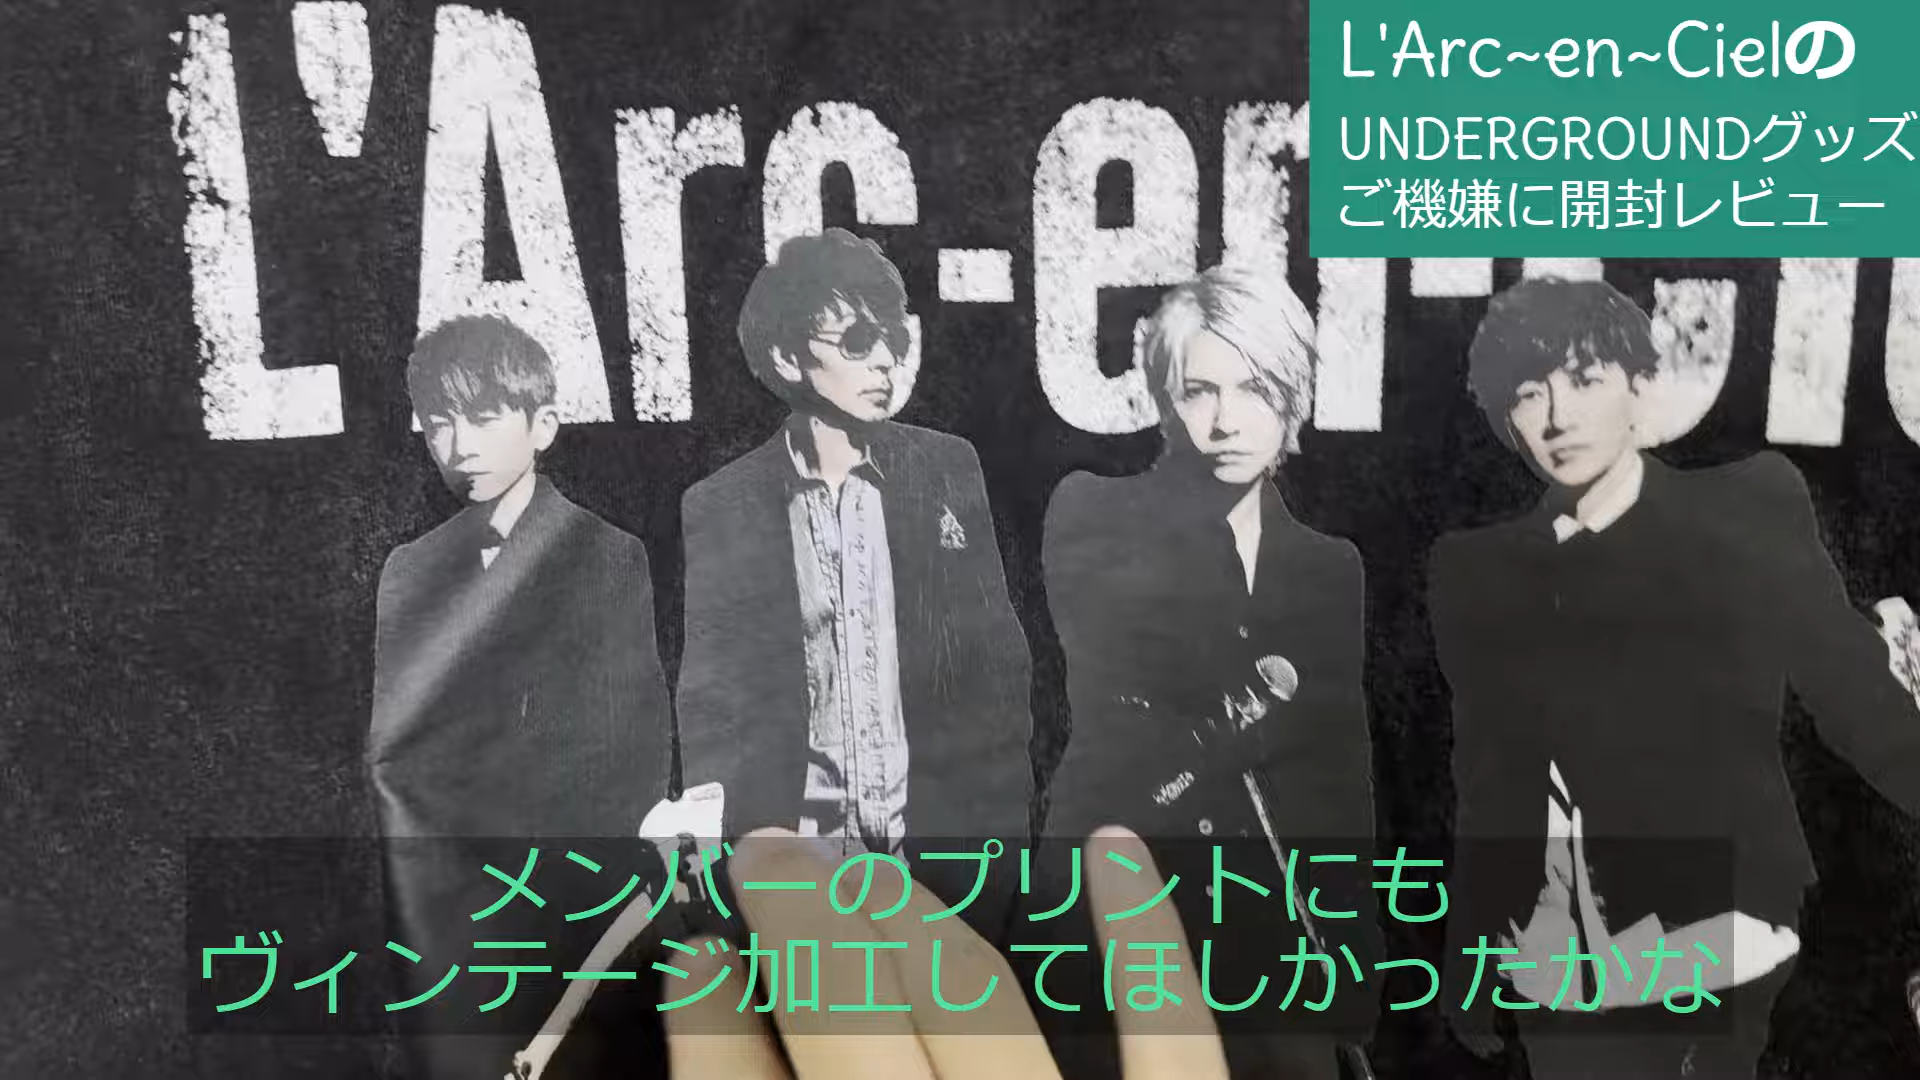 L'Arc~en~Cielの
UNDERGROUNDグッズ
ご機嫌に開封レビュー
L'Arc-en-Cie
メンバーのプリントにも
ヴィンテージ加工してほしかったかな